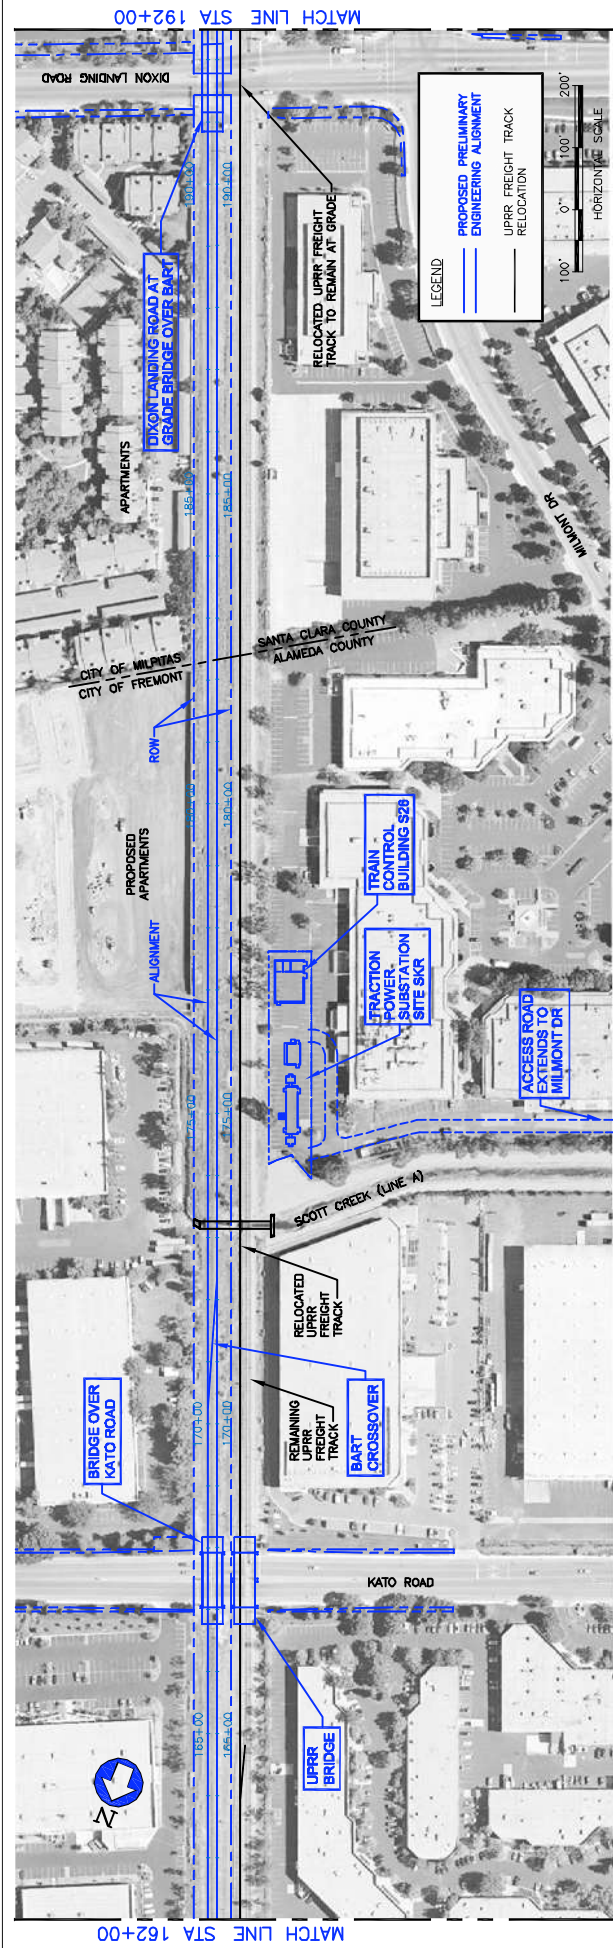 MATCH LINE STA 192+00
DIXON LANDING ROAD
190+00
190+00
DIXON LANDING ROAD AT
GRADE BRIDGE OVER BART
RELOCATED UPRR FREIGHT
TRACK TO REMAIN AT GRADE
LEGEND
PROPOSED PRELIMINARY
ENGINEERING ALIGNMENT
UPRR FREIGHT TRACK
RELOCATION
100' 0" 100' 200'
HORIZONTAL SCALE
APARTMENTS
185+00
185+00
MILMONT DR
CITY OF MILPITAS
CITY OF FREMONT
SANTA CLARA COUNTY
ALAMEDA COUNTY
ROW
180+00
180+00
PROPOSED
APARTMENTS
ALIGNMENT
TRAIN
CONTROL
BUILDING S26
TRACTION
POWER
SUBSTATION
SITE SKR
ACCESS ROAD
EXTENDS TO
MILMONT DR
175+00
175+00
SCOTT CREEK (LINE A)
RELOCATED
UPRR
FREIGHT
TRACK
REMAINING
UPRR
FREIGHT
TRACK
BART
CROSSOVER
170+00
170+00
BRIDGE OVER
KATO ROAD
KATO ROAD
UPRR
BRIDGE
165+00
165+00
N
MATCH LINE STA 162+00